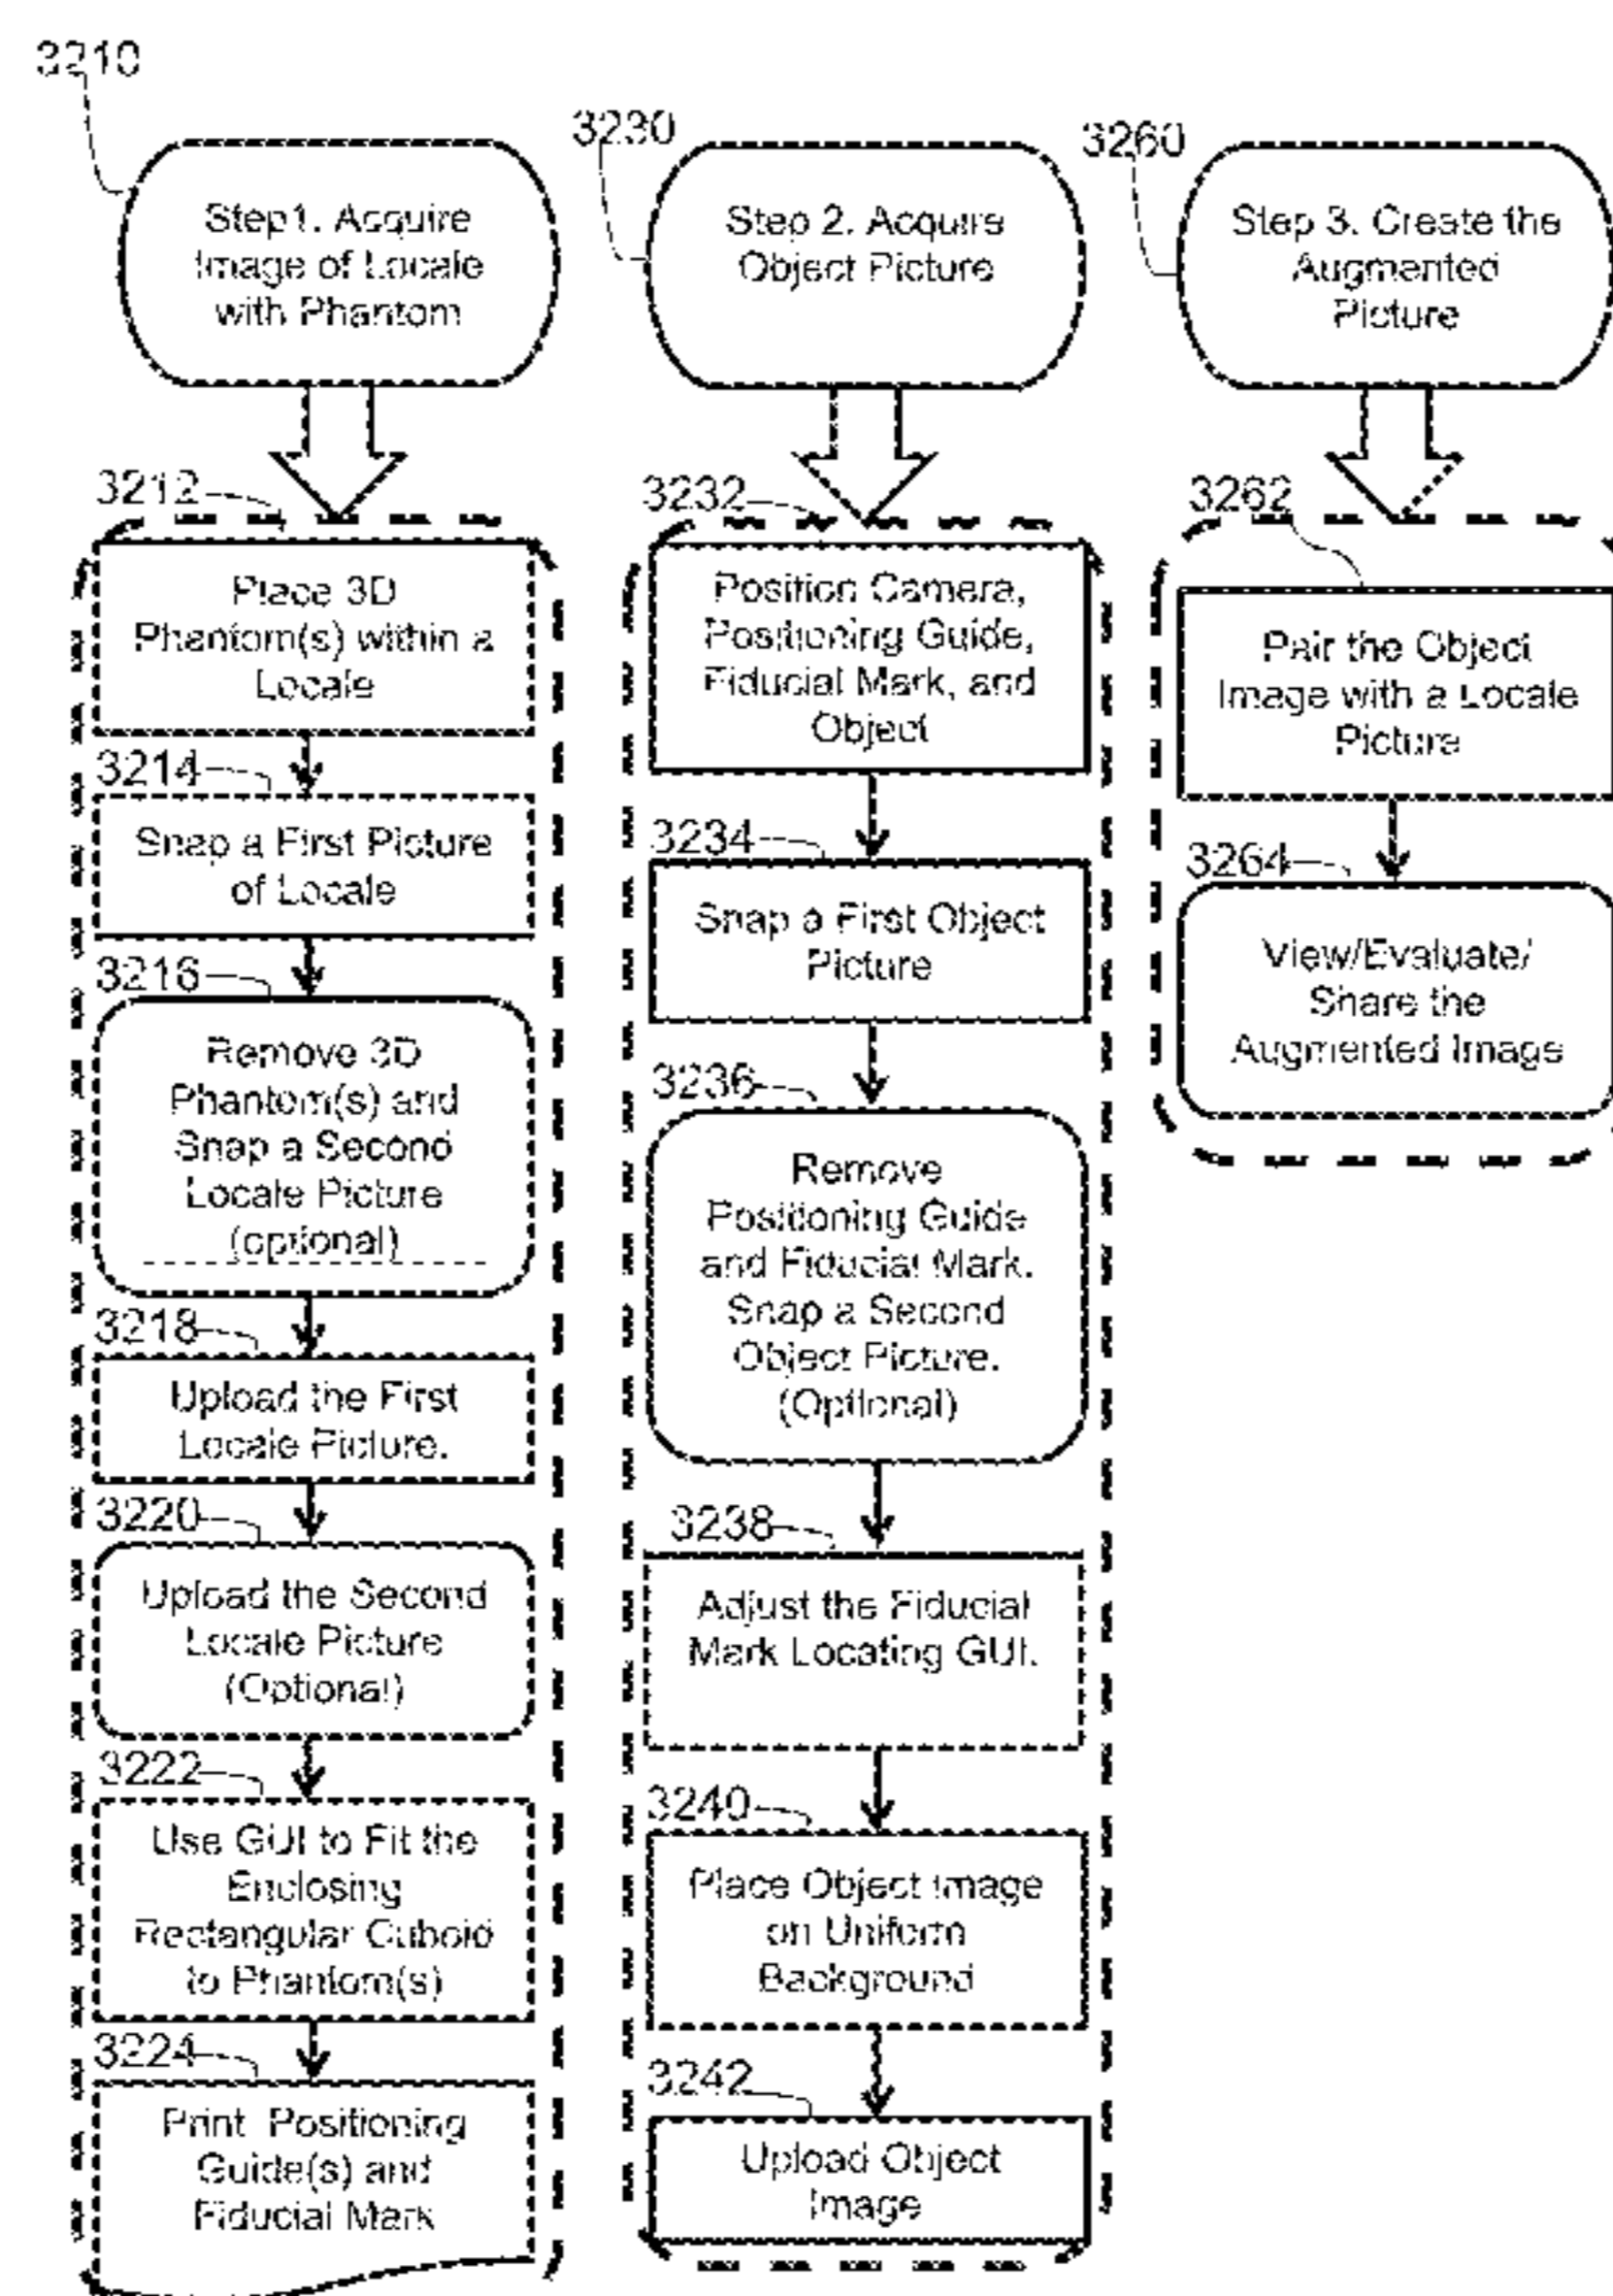 3210
Step1. Acquire
Image of Locale
with Phantom
3212
Place 3D
Phantom(s) within a
Locale
3214
Snap a First Picture
of Locale
3216
Remove 3D
Phantom(s) and
Snap a Second
Locale Picture
(optional)
3218
Upload the First
Locale Picture.
3220
Upload the Second
Locale Picture
(Optional)
3222
Use GUI to Fit the
Enclosing
Rectangular Cuboid
to Phantom(s)
3224
Print Positioning
Guide(s) and
Fiducial Mark
3230
Step 2. Acquire
Object Picture
3232
Position Camera,
Positioning Guide,
Fiducial Mark, and
Object
3234
Snap a First Object
Picture
3236
Remove
Positioning Guide
and Fiducial Mark.
Snap a Second
Object Picture.
(Optional)
3238
Adjust the Fiducial
Mark Locating GUI.
3240
Place Object Image
on Uniform
Background
3242
Upload Object
Image
3260
Step 3. Create the
Augmented
Picture
3262
Pair the Object
Image with a Locale
Picture
3264
View/Evaluate/
Share the
Augmented Image